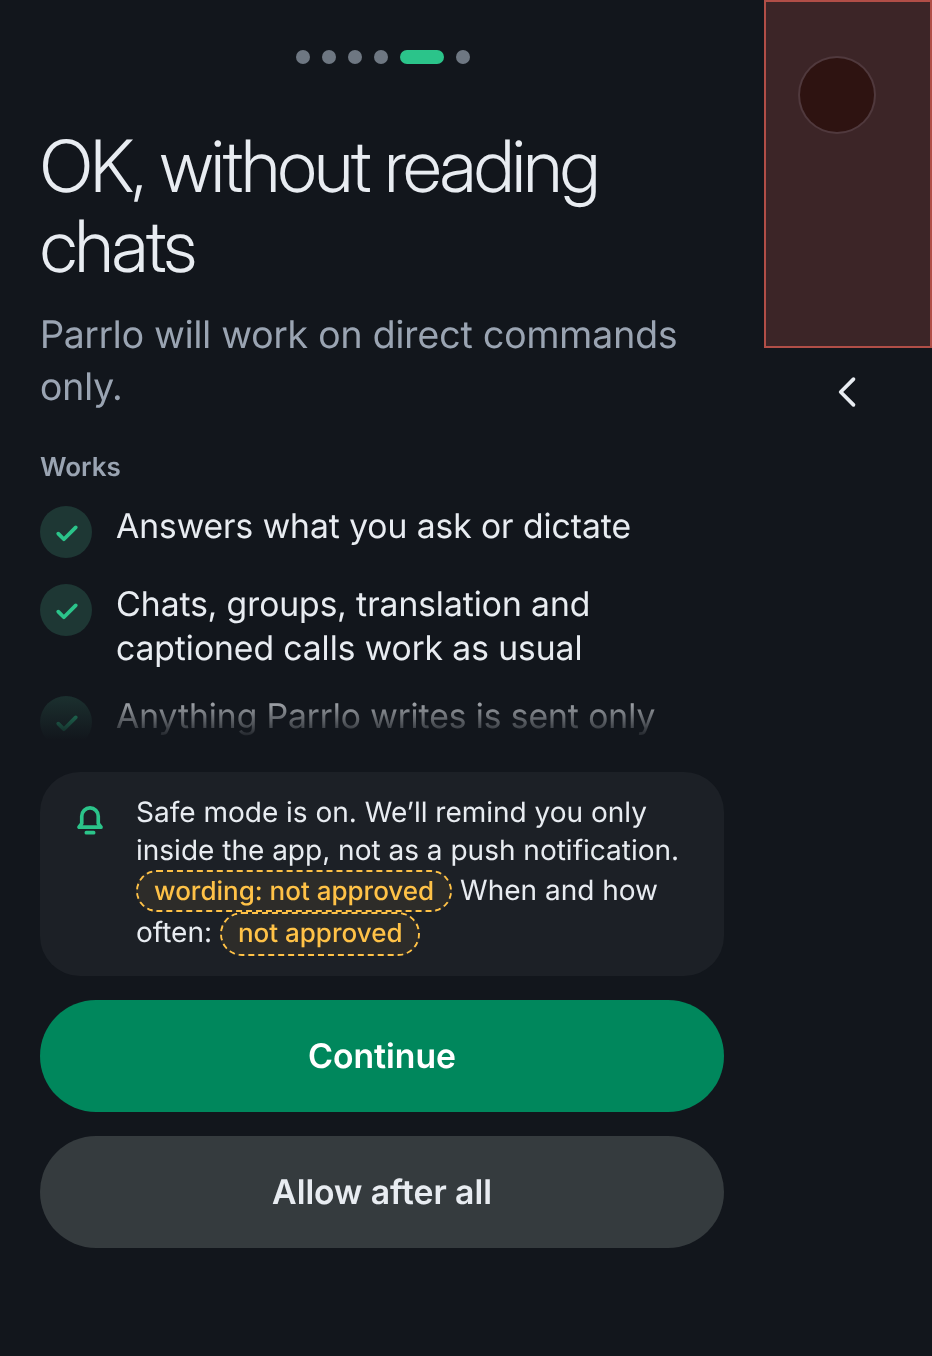 OK, without reading
chats
Parrlo will work on direct commands
only.
Works
Answers what you ask or dictate
Chats, groups, translation and
captioned calls work as usual
Anything Parrlo writes is sent only
Safe mode is on. We’ll remind you only
inside the app, not as a push notification.
wording: not approved When and how
often: not approved
Continue
Allow after all